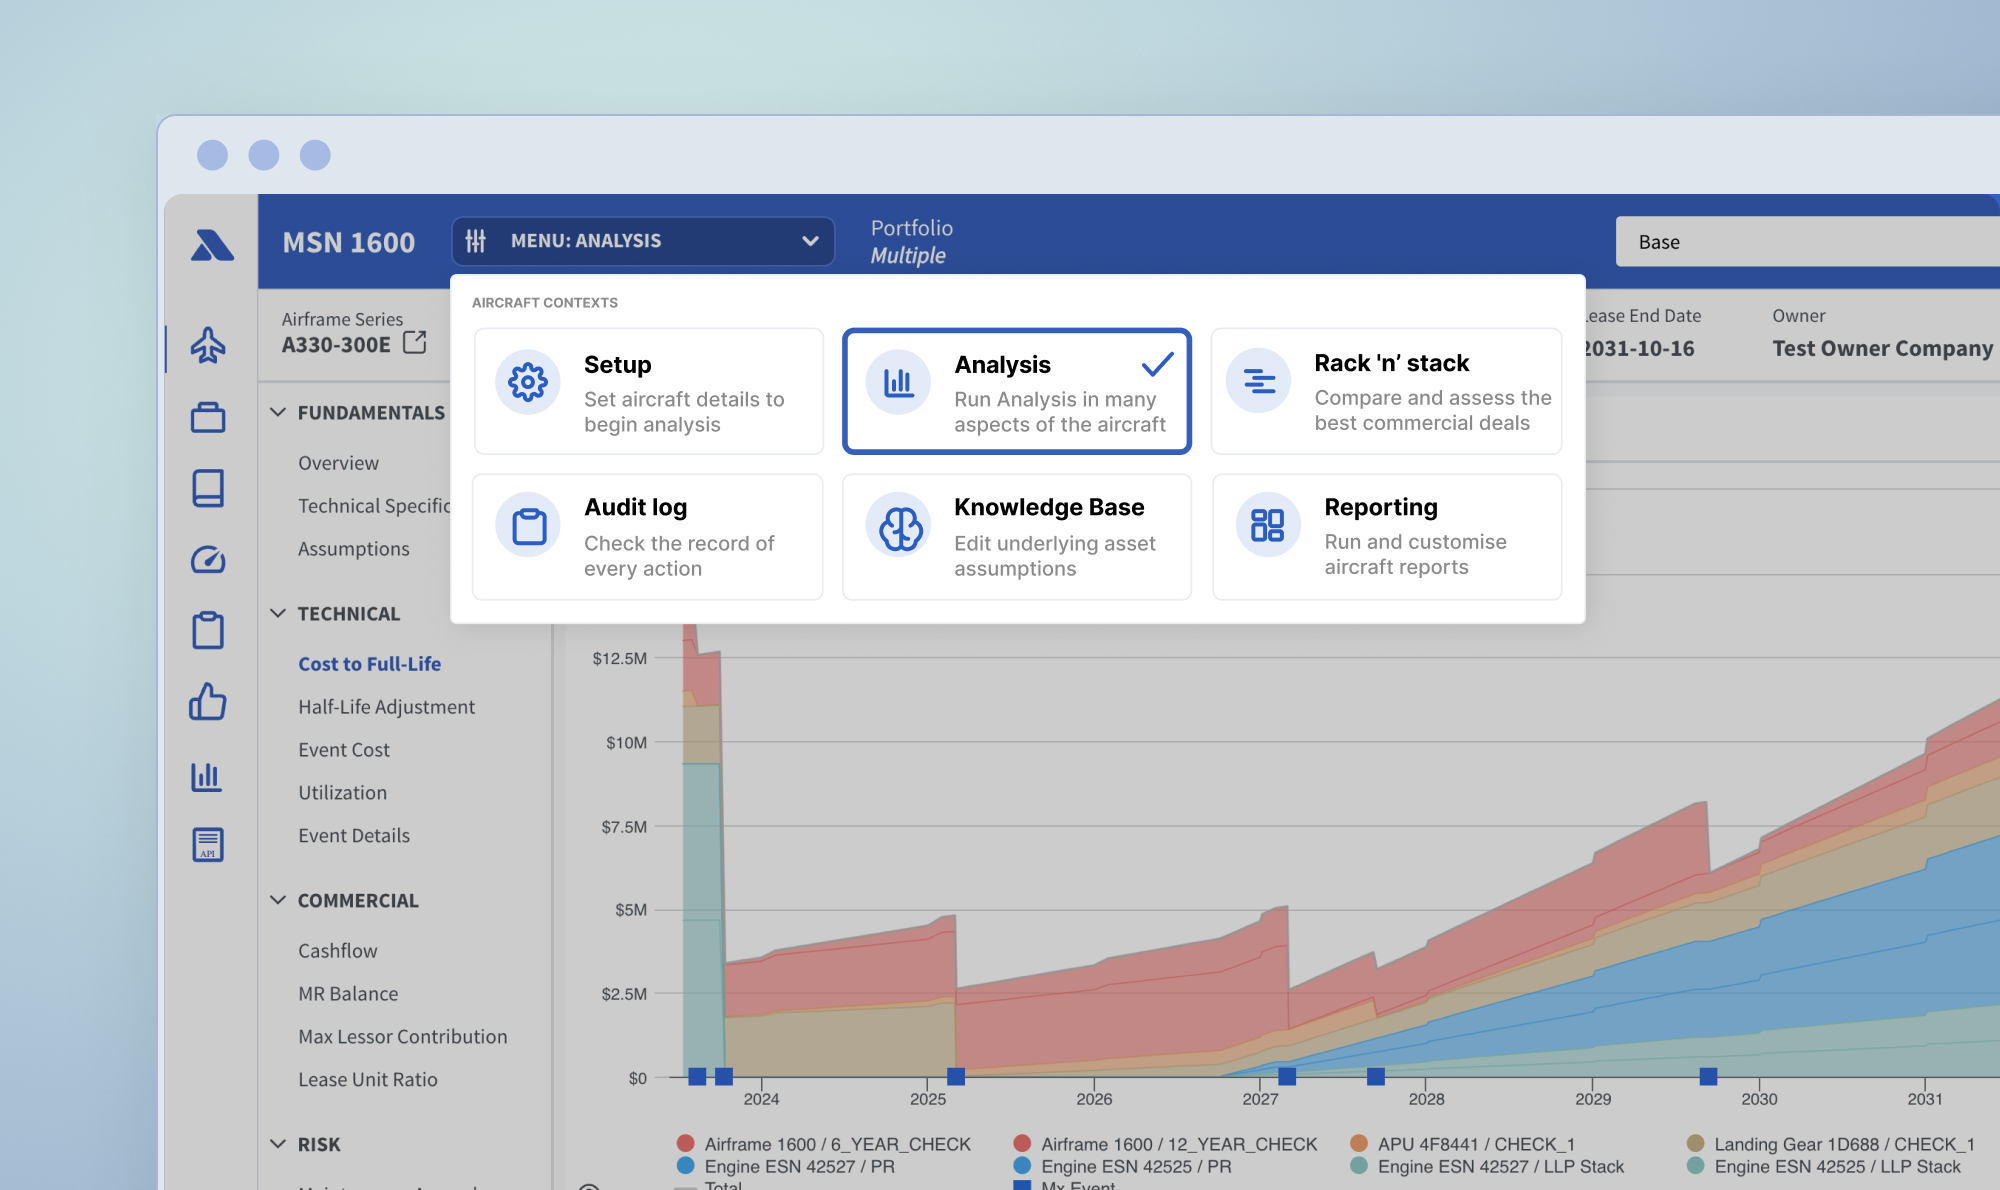 MSN 1600
MENU: ANALYSIS
Portfolio
Multiple
Base
Airframe Series
A330-300E
Lease End Date
2031-10-16
Owner
Test Owner Company
AIRCRAFT CONTEXTS
Setup
Set aircraft details to
begin analysis
Analysis
Run Analysis in many
aspects of the aircraft
Rack 'n’ stack
Compare and assess the
best commercial deals
Audit log
Check the record of
every action
Knowledge Base
Edit underlying asset
assumptions
Reporting
Run and customise
aircraft reports
FUNDAMENTALS
Overview
Technical Specific
Assumptions
TECHNICAL
Cost to Full-Life
Half-Life Adjustment
Event Cost
Utilization
Event Details
COMMERCIAL
Cashflow
MR Balance
Max Lessor Contribution
Lease Unit Ratio
RISK
API
$12.5M
$10M
$7.5M
$5M
$2.5M
$0
2024 2025 2026 2027 2028 2029 2030 2031
Airframe 1600 / 6_YEAR_CHECK
Airframe 1600 / 12_YEAR_CHECK
APU 4F8441 / CHECK_1
Landing Gear 1D688 / CHECK_1
Engine ESN 42527 / PR
Engine ESN 42525 / PR
Engine ESN 42527 / LLP Stack
Engine ESN 42525 / LLP Stack
Total
Mx Event